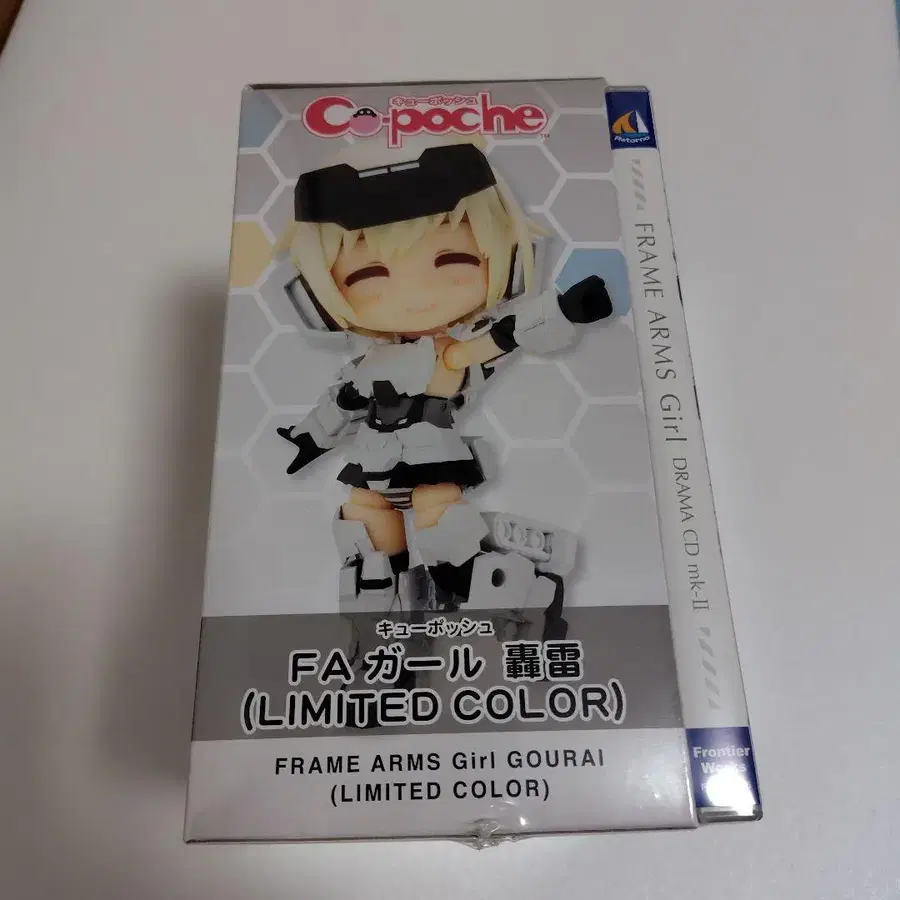 キューポッシュ
Cu-poche
TM
キューポッシュ
FAガール 轟雷
(LIMITED COLOR)
FRAME ARMS Girl GOURAI
(LIMITED COLOR)
Retorno
FRAME ARMS Girl DRAMA CD mk-II
Frontier
Works